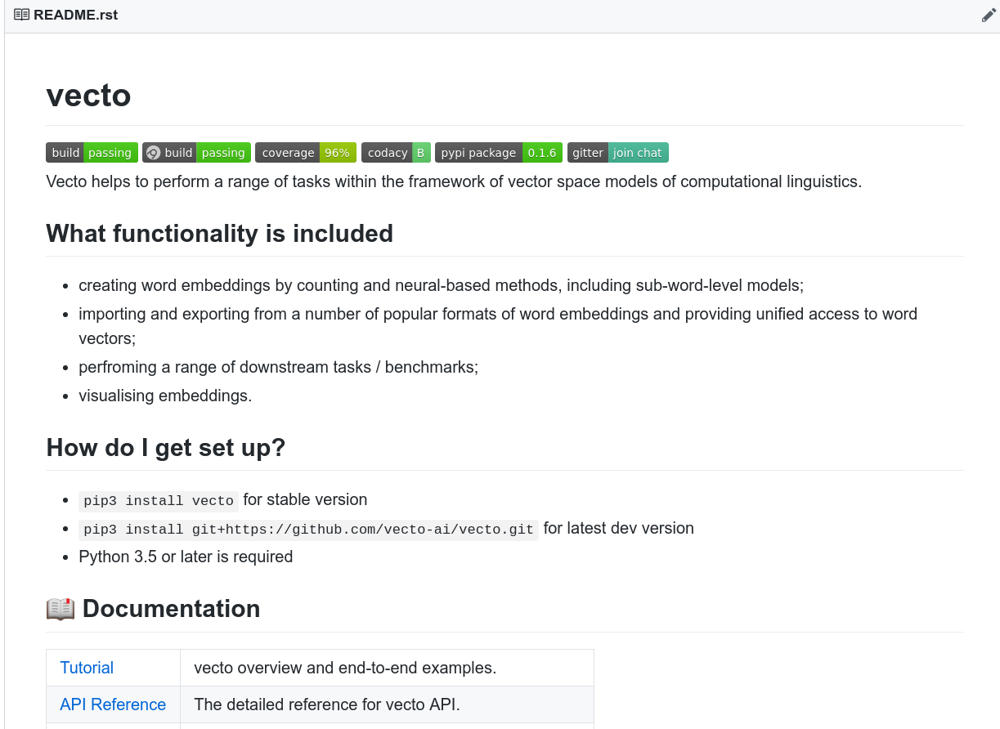 README.rst
vecto
build passing build passing coverage 96% codacy B pypi package 0.1.6 gitter join chat
Vecto helps to perform a range of tasks within the framework of vector space models of computational linguistics.
What functionality is included
• creating word embeddings by counting and neural-based methods, including sub-word-level models;
• importing and exporting from a number of popular formats of word embeddings and providing unified access to word
vectors;
• perfroming a range of downstream tasks / benchmarks;
• visualising embeddings.
How do I get set up?
• pip3 install vecto for stable version
• pip3 install git+https://github.com/vecto-ai/vecto.git for latest dev version
• Python 3.5 or later is required
📖 Documentation
Tutorial vecto overview and end-to-end examples.
API Reference The detailed reference for vecto API.